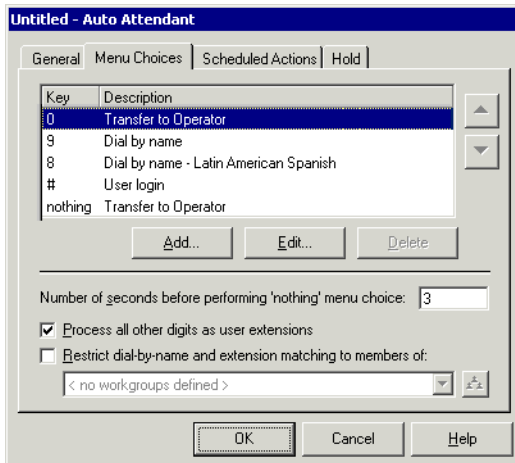 Untitled - Auto Attendant
General Menu Choices Scheduled Actions Hold
Key Description
0 Transfer to Operator
9 Dial by name
8 Dial by name - Latin American Spanish
# User login
nothing Transfer to Operator
Add... Edit... Delete
Number of seconds before performing 'nothing' menu choice: 3
Process all other digits as user extensions
Restrict dial-by-name and extension matching to members of:
< no workgroups defined >
OK Cancel Help